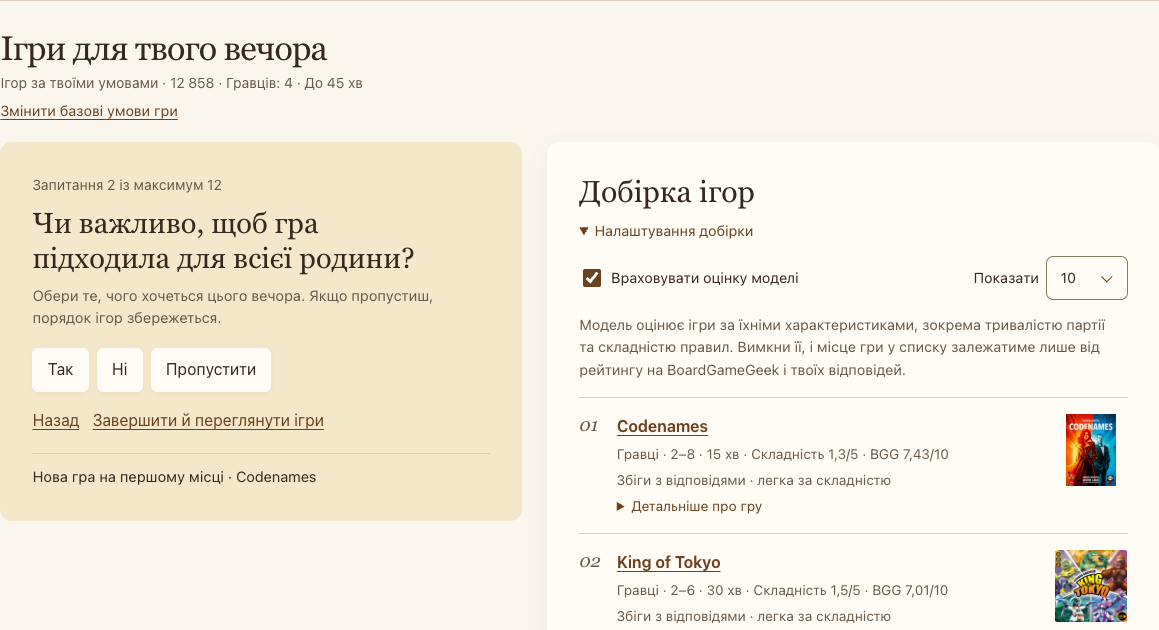 Ігри для твого вечора
Ігор за твоїми умовами · 12 858 · Гравців: 4 · До 45 хв
Змінити базові умови гри
Запитання 2 із максимум 12
Чи важливо, щоб гра
підходила для всієї родини?
Обери те, чого хочеться цього вечора. Якщо пропустиш,
порядок ігор збережеться.
Так
Ні
Пропустити
Назад
Завершити й переглянути ігри
Нова гра на першому місці · Codenames
Добірка ігор
▼ Налаштування добірки
Враховувати оцінку моделі
Показати
10
Модель оцінює ігри за їхніми характеристиками, зокрема тривалістю партії
та складністю правил. Вимкни її, і місце гри у списку залежатиме лише від
рейтингу на BoardGameGeek і твоїх відповідей.
01
Codenames
Гравці · 2–8 · 15 хв · Складність 1,3/5 · BGG 7,43/10
Збіги з відповідями · легка за складністю
▶ Детальніше про гру
CODENAMES
02
King of Tokyo
Гравці · 2–6 · 30 хв · Складність 1,5/5 · BGG 7,01/10
Збіги з відповідями · легка за складністю
KING
TOKYO